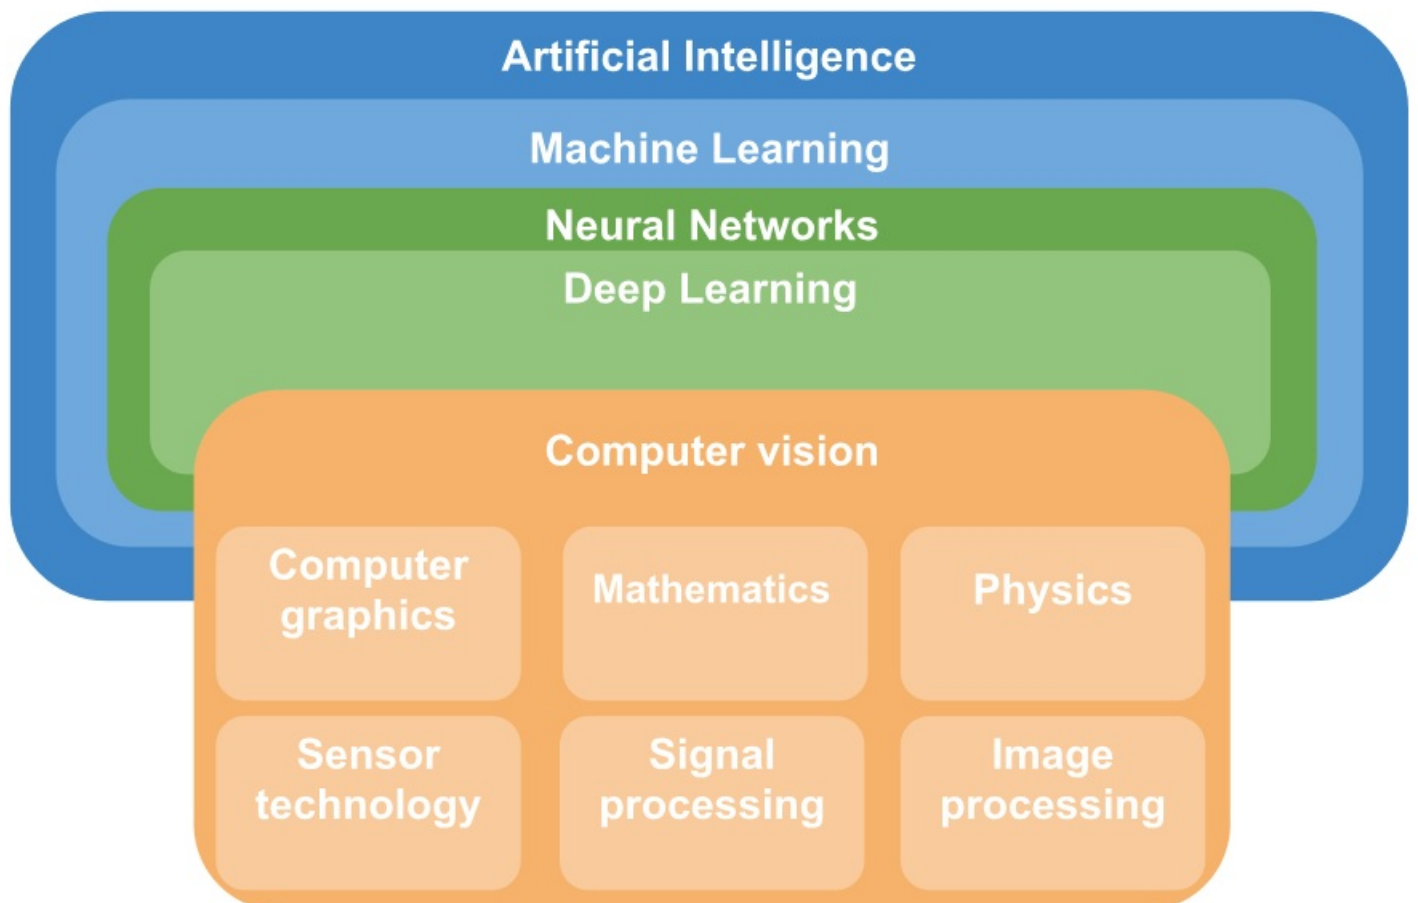 Artificial Intelligence
Machine Learning
Neural Networks
Deep Learning
Computer vision
Computer
graphics
Mathematics
Physics
Sensor
technology
Signal
processing
Image
processing